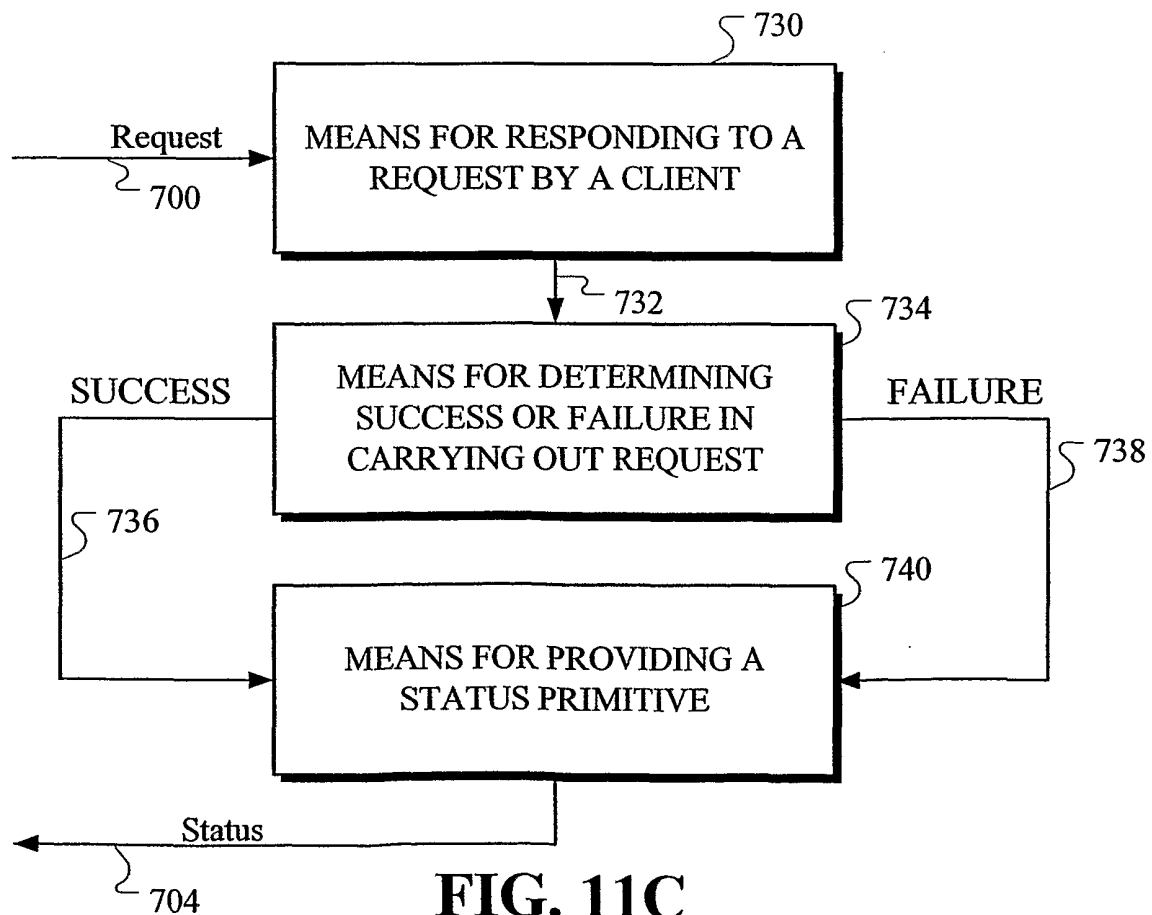 730
Request
700
MEANS FOR RESPONDING TO A
REQUEST BY A CLIENT
732
734
SUCCESS
MEANS FOR DETERMINING
SUCCESS OR FAILURE IN
CARRYING OUT REQUEST
FAILURE
738
736
740
MEANS FOR PROVIDING A
STATUS PRIMITIVE
Status
704
FIG. 11C